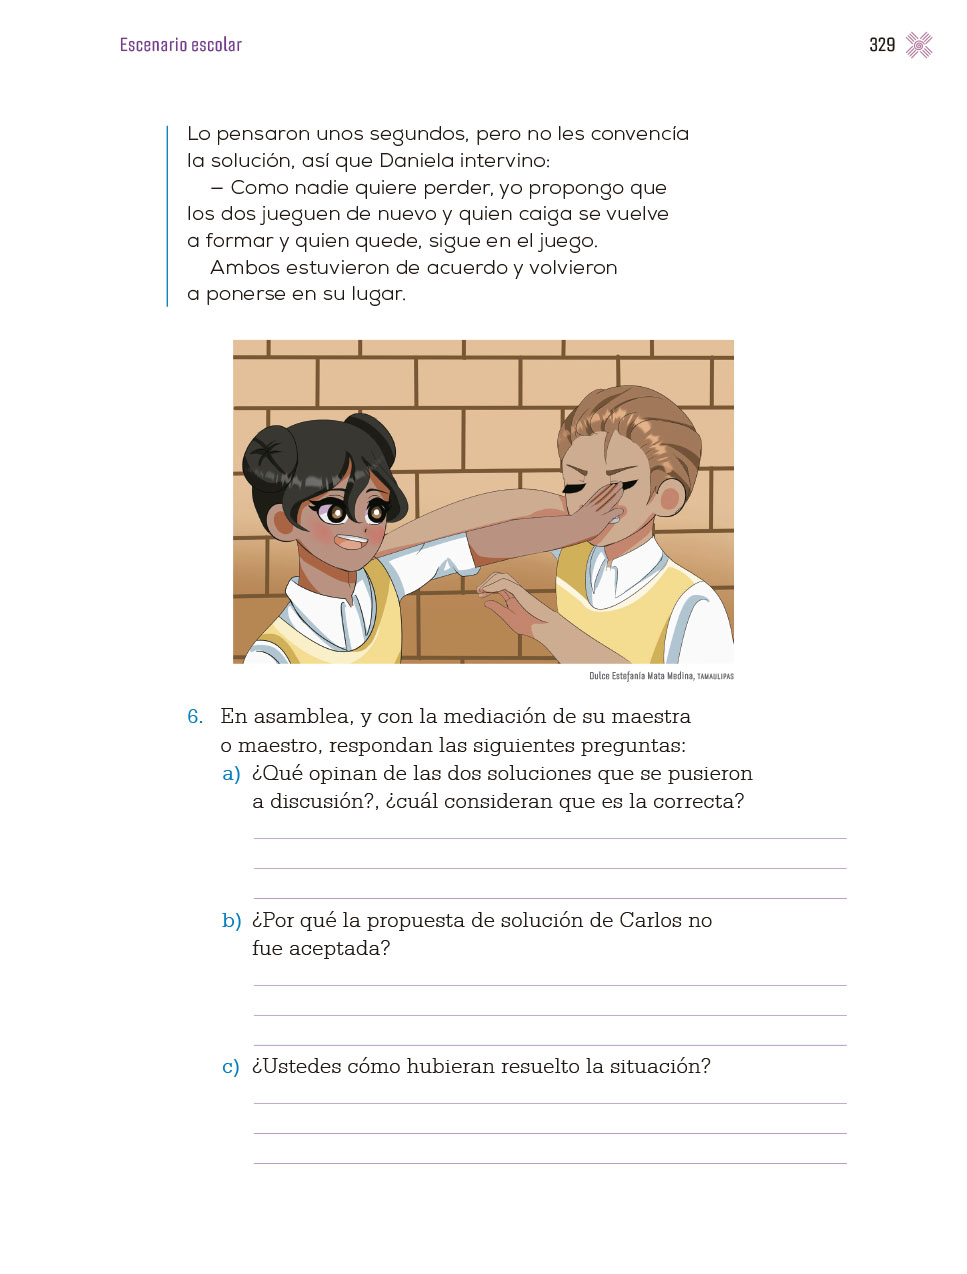 Escenario escolar
329
Lo pensaron unos segundos, pero no les convencía
la solución, así que Daniela intervino:
— Como nadie quiere perder, yo propongo que
los dos jueguen de nuevo y quien caiga se vuelve
a formar y quien quede, sigue en el juego.
Ambos estuvieron de acuerdo y volvieron
a ponerse en su lugar.
Dulce Estefanía Mata Medina, TAMAULIPAS
6. En asamblea, y con la mediación de su maestra
o maestro, respondan las siguientes preguntas:
a) ¿Qué opinan de las dos soluciones que se pusieron
a discusión?, ¿cuál consideran que es la correcta?
b) ¿Por qué la propuesta de solución de Carlos no
fue aceptada?
c) ¿Ustedes cómo hubieran resuelto la situación?